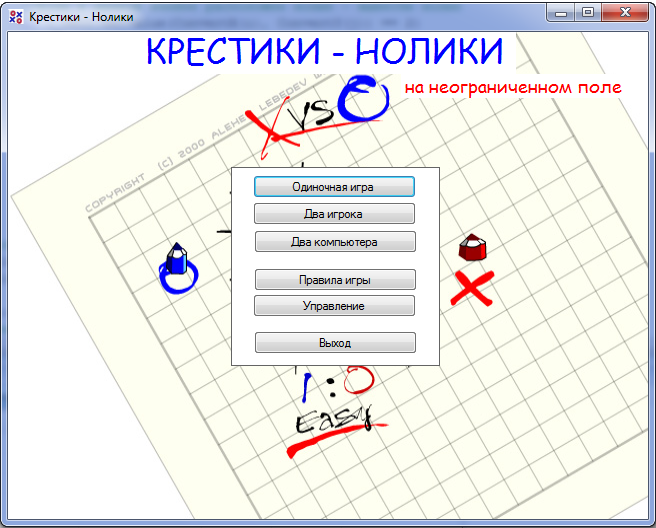 Крестики - Нолики
КРЕСТИКИ - НОЛИКИ
на неограниченном поле
X VS O
COPYRIGHT (C) 2000 ALEHE LEBEDEV
Одиночная игра
Два игрока
Два компьютера
Правила игры
Управление
Выход
1:0
Easy